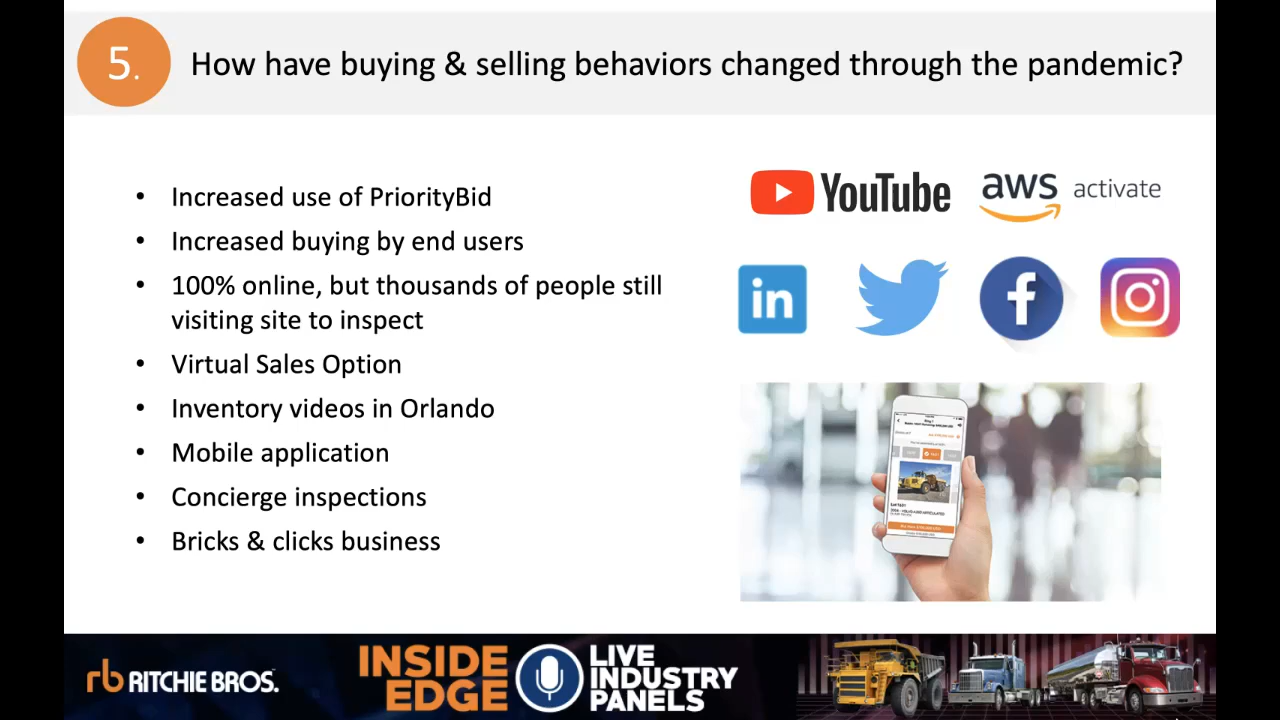 5.
How have buying & selling behaviors changed through the pandemic?
• Increased use of PriorityBid
• Increased buying by end users
• 100% online, but thousands of people still
visiting site to inspect
• Virtual Sales Option
• Inventory videos in Orlando
• Mobile application
• Concierge inspections
• Bricks & clicks business
YouTube
aws activate
in
f
rb RITCHIE BROS.
INSIDE
EDGE
LIVE
INDUSTRY
PANELS